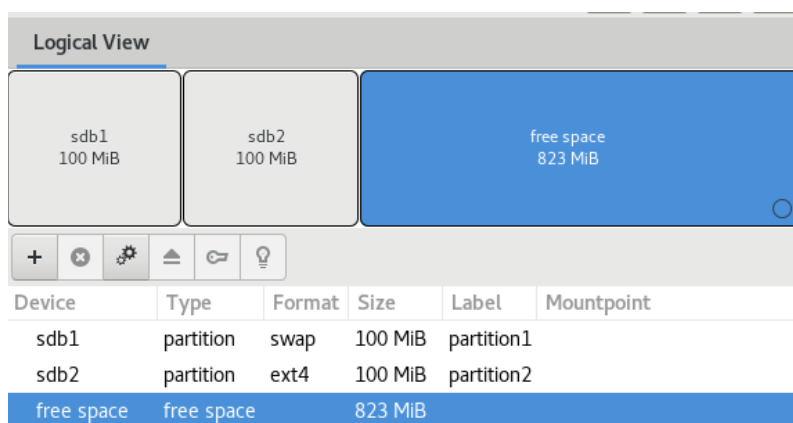 Logical View
sdb1
100 MiB
sdb2
100 MiB
free space
823 MiB
Device Type Format Size Label Mountpoint
sdb1 partition swap 100 MiB partition1
sdb2 partition ext4 100 MiB partition2
free space free space 823 MiB